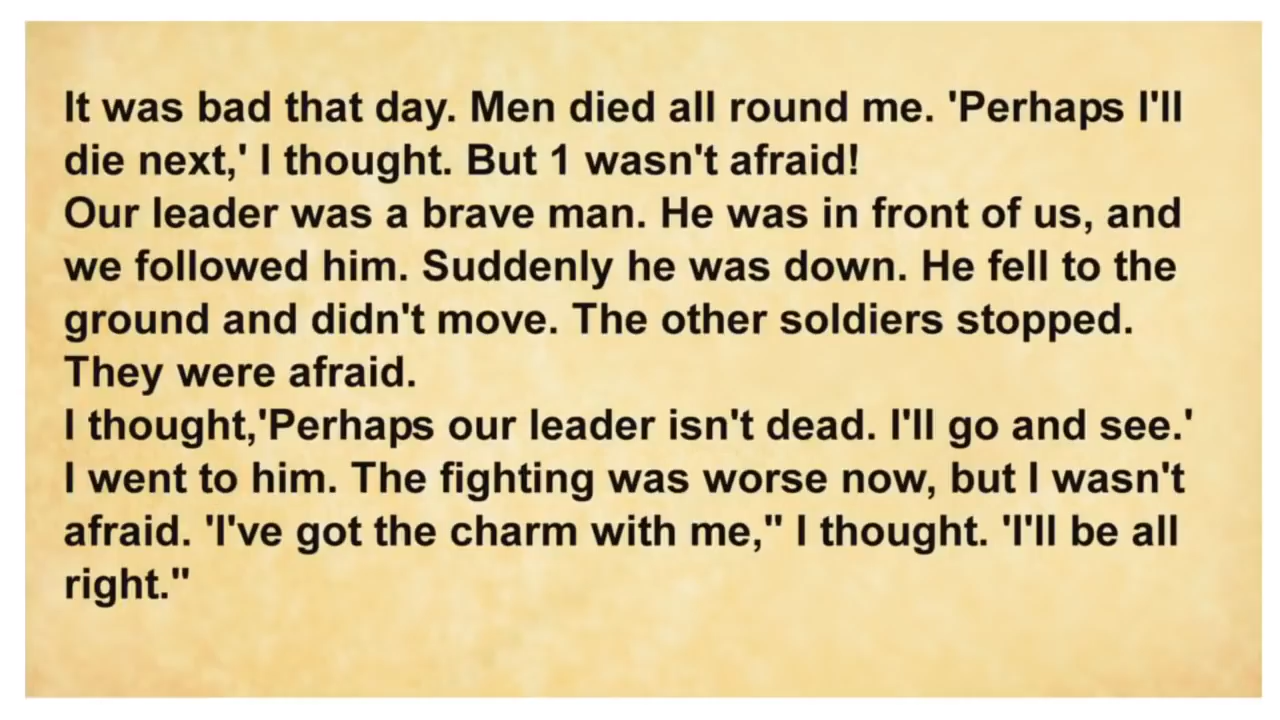 It was bad that day. Men died all round me. 'Perhaps I'll
die next,' I thought. But 1 wasn't afraid!
Our leader was a brave man. He was in front of us, and
we followed him. Suddenly he was down. He fell to the
ground and didn't move. The other soldiers stopped.
They were afraid.
I thought,'Perhaps our leader isn't dead. I'll go and see.'
I went to him. The fighting was worse now, but I wasn't
afraid. 'I've got the charm with me," I thought. 'I'll be all
right."